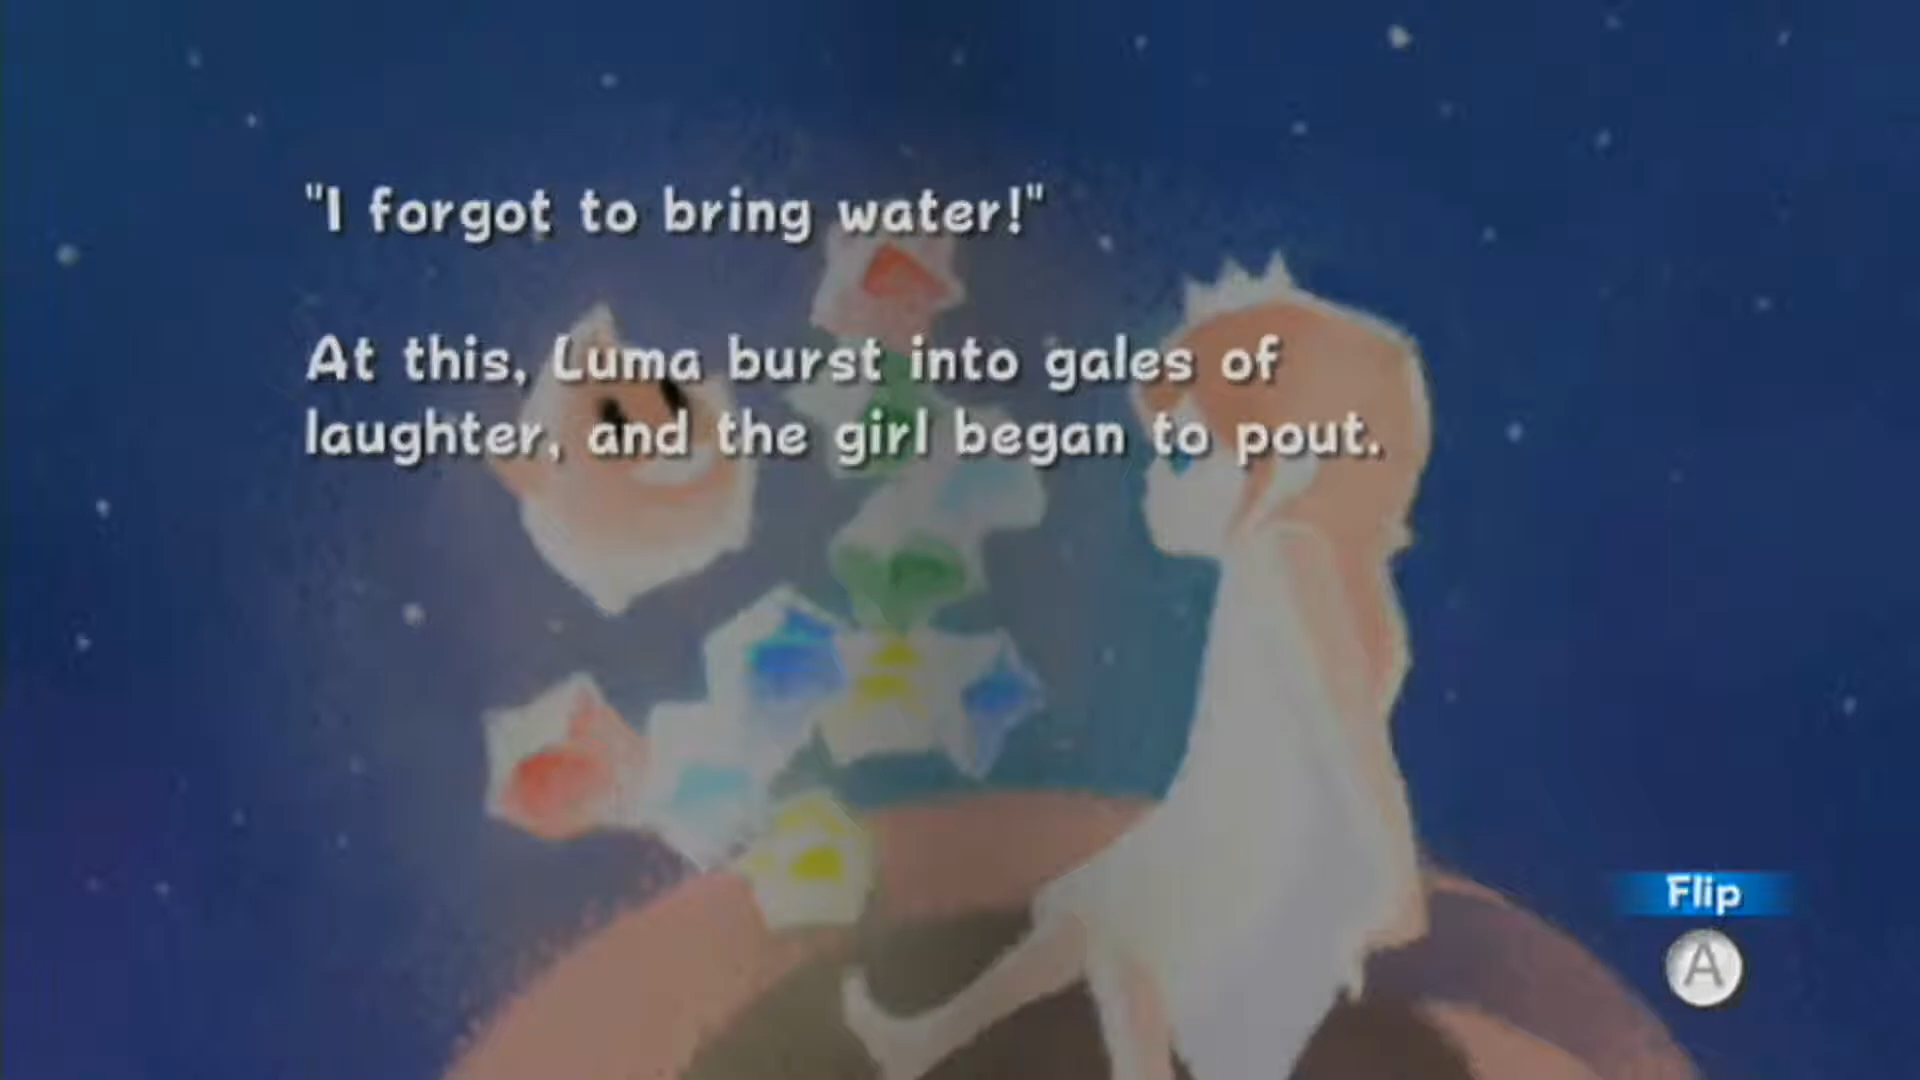 "I forgot to bring water!"
At this, Luma burst into gales of
laughter, and the girl began to pout.
Flip
A